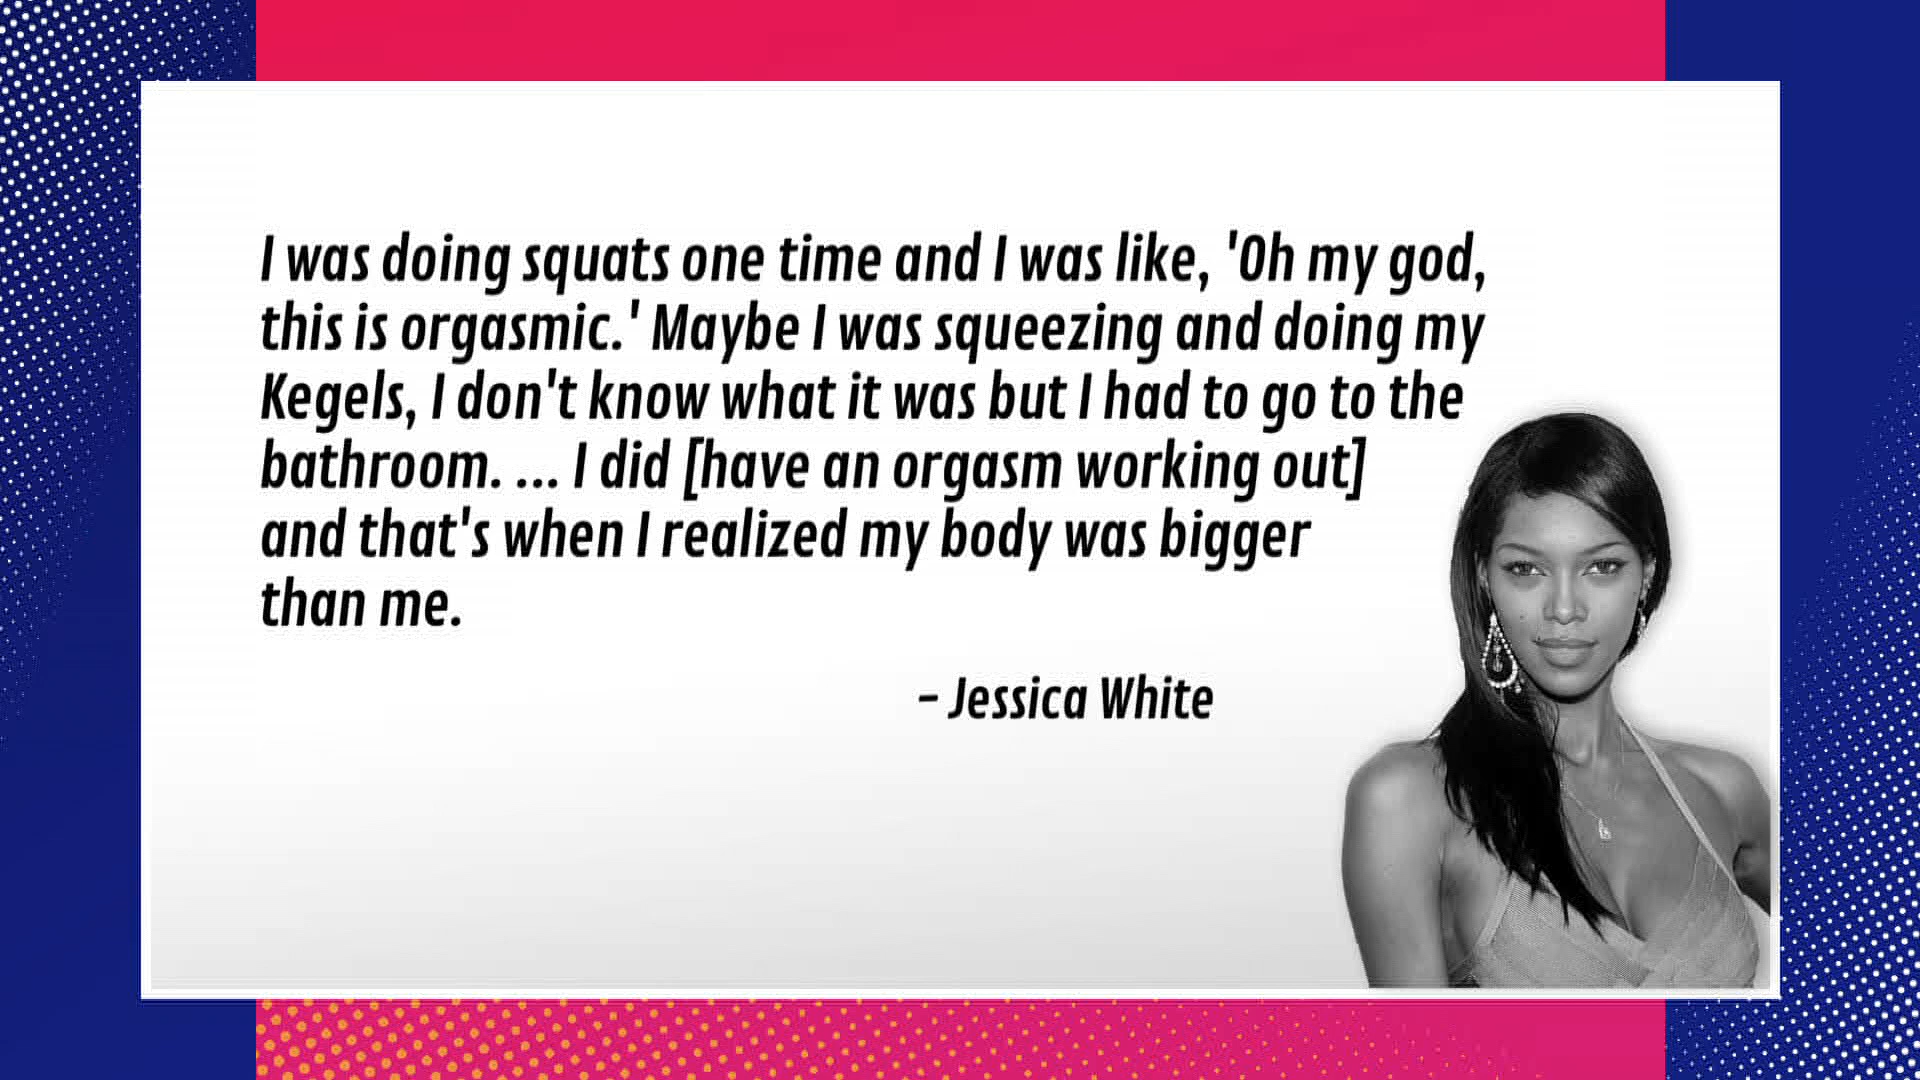 I was doing squats one time and I was like, 'Oh my god,
this is orgasmic.' Maybe I was squeezing and doing my
Kegels, I don't know what it was but I had to go to the
bathroom. ... I did [have an orgasm working out]
and that's when I realized my body was bigger
than me.
- Jessica White